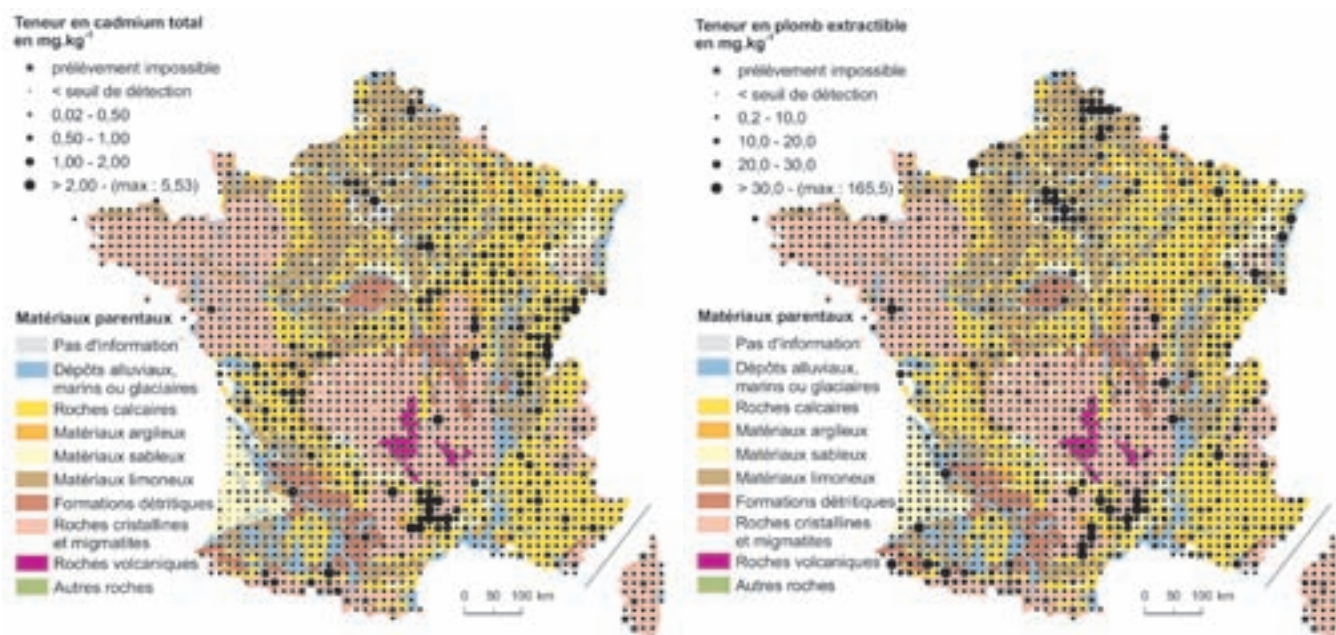 Teneur en cadmium total
en mg.kg⁻¹
prélèvement impossible
< seuil de détection
0,02 - 0,50
0,50 - 1,00
1,00 - 2,00
> 2,00 - (max : 5,53)
Matériaux parentaux
Pas d'information
Dépôts alluviaux,
marins ou glaciaires
Roches calcaires
Matériaux argileux
Matériaux sableux
Matériaux limoneux
Formations détritiques
Roches cristallines
et migmatites
Roches volcaniques
Autres roches
0 50 100 km
Teneur en plomb extractible
en mg.kg⁻¹
prélèvement impossible
< seuil de détection
0,2 - 10,0
10,0 - 20,0
20,0 - 30,0
> 30,0 - (max : 165,5)
Matériaux parentaux
Pas d'information
Dépôts alluviaux,
marins ou glaciaires
Roches calcaires
Matériaux argileux
Matériaux sableux
Matériaux limoneux
Formations détritiques
Roches cristallines
et migmatites
Roches volcaniques
Autres roches
0 50 100 km